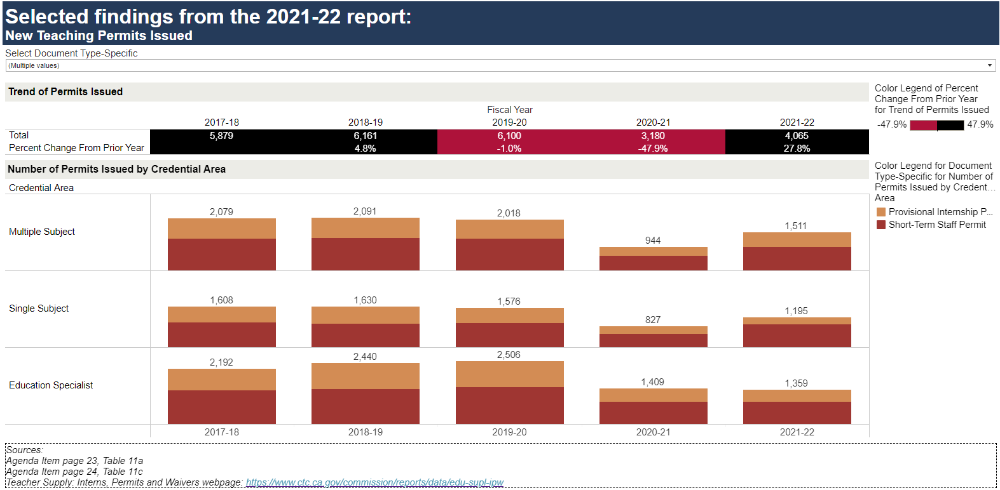 Selected findings from the 2021-22 report:
New Teaching Permits Issued
Select Document Type-Specific
(Multiple values)
Trend of Permits Issued
Fiscal Year
2017-18 2018-19 2019-20 2020-21 2021-22
Total 5,879 6,161 6,100 3,180 4,065
Percent Change From Prior Year 4.8% -1.0% -47.9% 27.8%
Color Legend of Percent
Change From Prior Year
for Trend of Permits Issued
-47.9% 47.9%
Number of Permits Issued by Credential Area
Credential Area
Multiple Subject
2,079 2,091 2,018 944 1,511
Single Subject
1,608 1,630 1,576 827 1,195
Education Specialist
2,192 2,440 2,506 1,409 1,359
2017-18 2018-19 2019-20 2020-21 2021-22
Color Legend for Document
Type-Specific for Number of
Permits Issued by Credent...
Area
Provisional Internship P...
Short-Term Staff Permit
Sources:
Agenda Item page 23, Table 11a
Agenda Item page 24, Table 11c
Teacher Supply: Interns, Permits and Waivers webpage: https://www.ctc.ca.gov/commission/reports/data/edu-supl-ipw